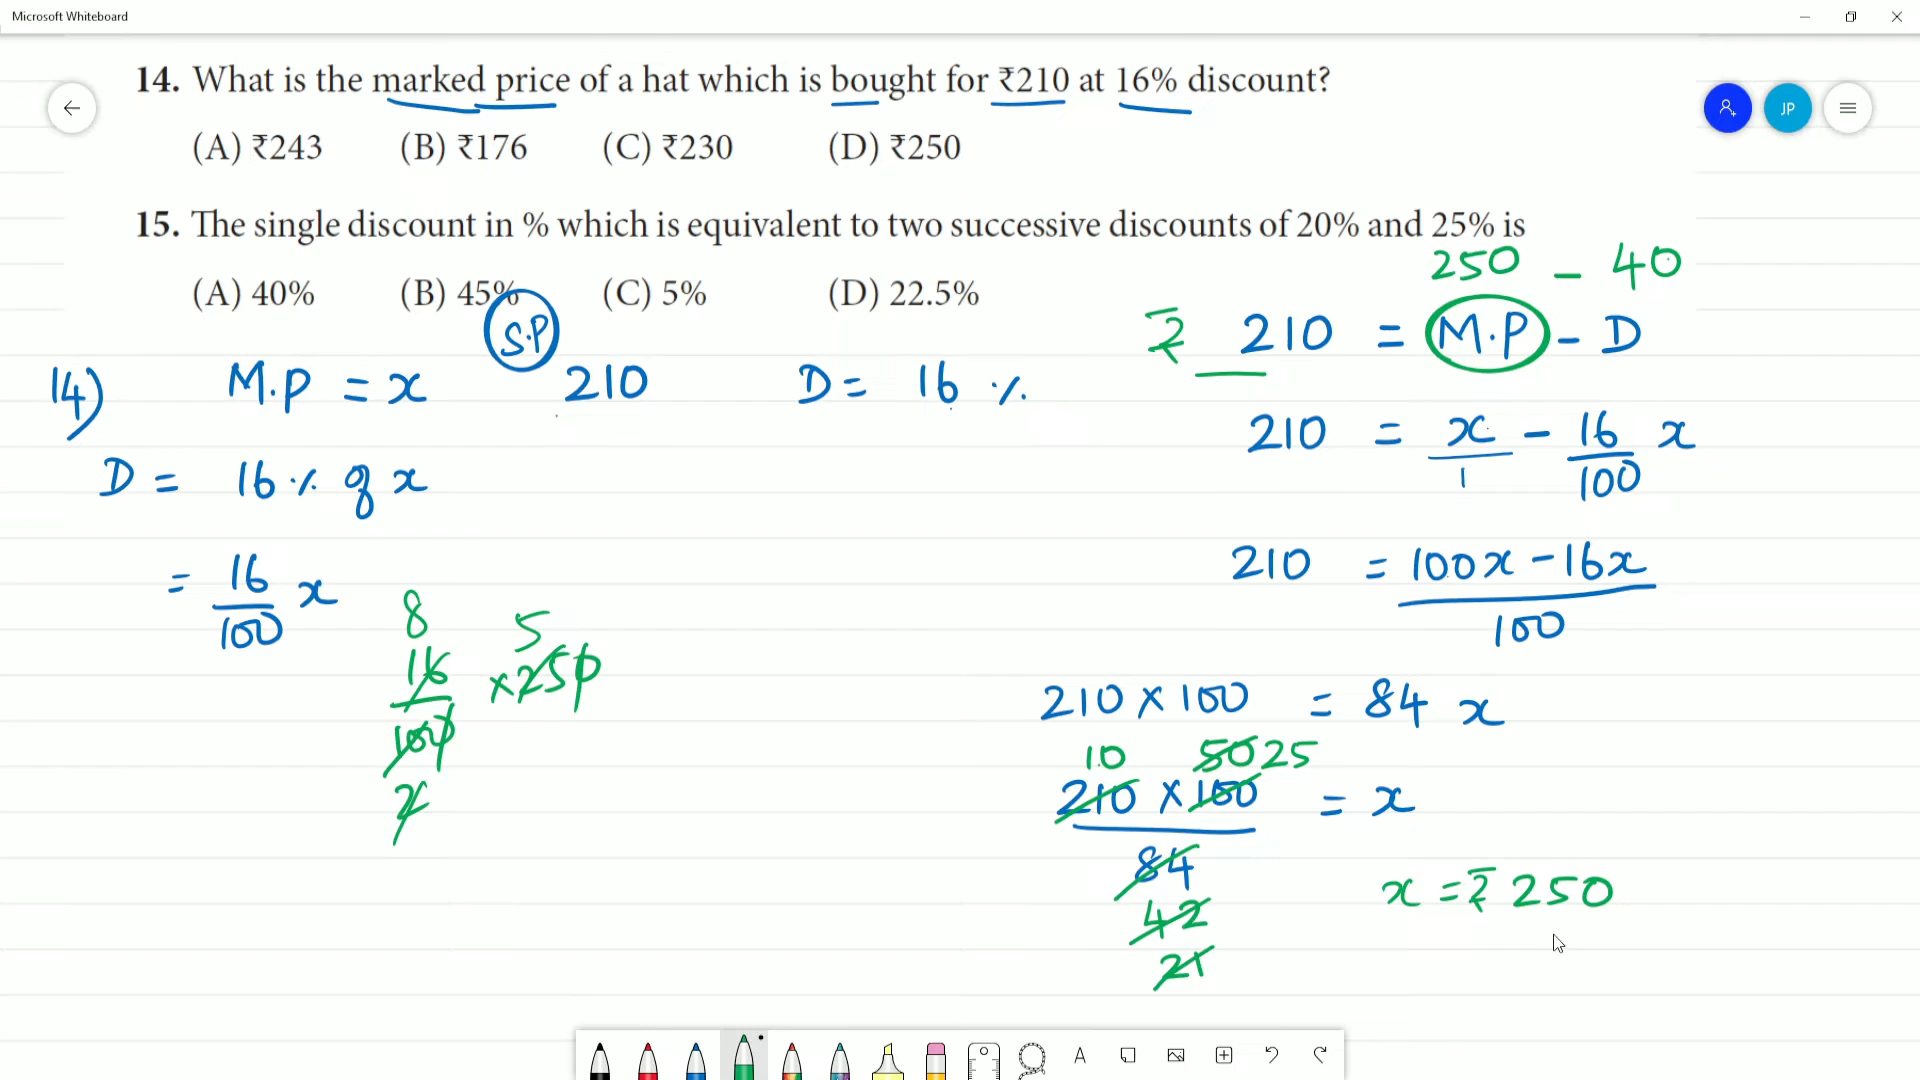 Microsoft Whiteboard
14. What is the marked price of a hat which is bought for ₹210 at 16% discount?
(A) ₹243 (B) ₹176 (C) ₹230 (D) ₹250
15. The single discount in % which is equivalent to two successive discounts of 20% and 25% is
(A) 40% (B) 45% (C) 5% (D) 22.5%
JP
14) M.P = x S.P 210 D = 16 %
D = 16 % of x
= 16/100 x
8
16 × 250 5
100
2
250 - 40
₹ 210 = M.P - D
210 = x/1 - 16/100 x
210 = 100x - 16x
100
210 × 100 = 84 x
10 50 25
210 × 100 = x
84
42
21
x = ₹ 250
A